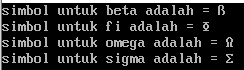 simbol untuk beta adalah = ß
simbol untuk fi adalah = Φ
simbol untuk omega adalah = Ω
simbol untuk sigma adalah = Σ